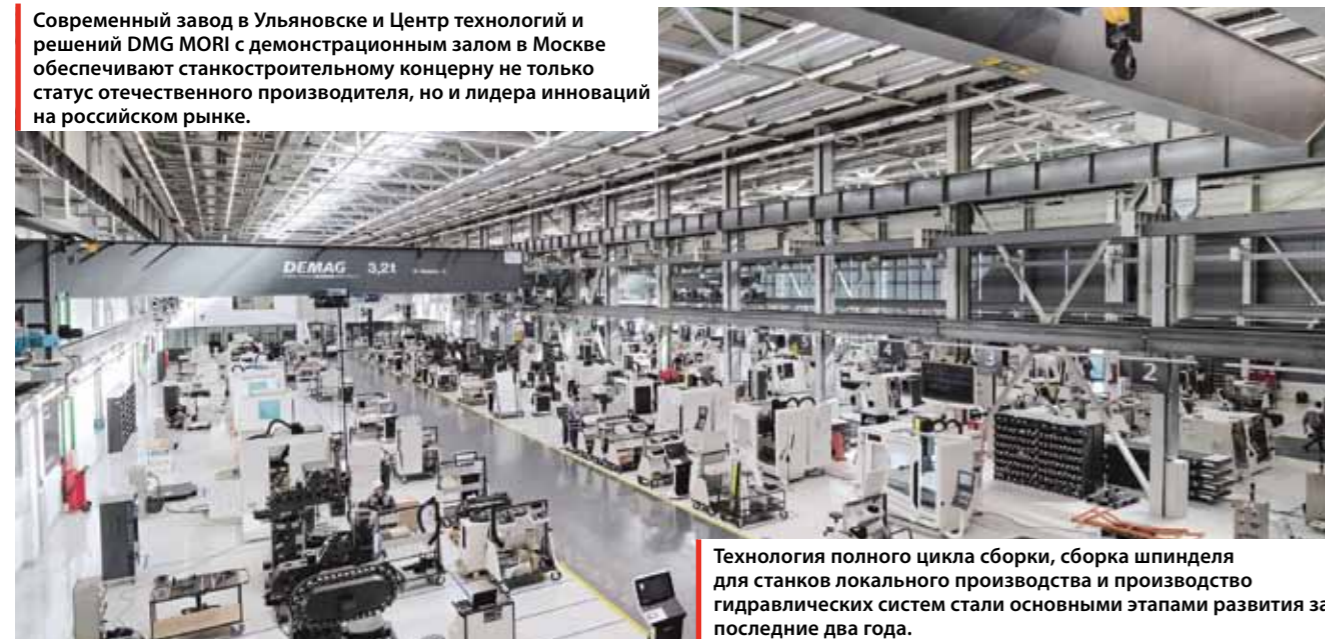 Современный завод в Ульяновске и Центр технологий и
решений DMG MORI с демонстрационным залом в Москве
обеспечивают станкостроительному концерну не только
статус отечественного производителя, но и лидера инноваций
на российском рынке.
DEMAG 3,2t
2
Технология полного цикла сборки, сборка шпинделя
для станков локального производства и производство
гидравлических систем стали основными этапами развития за
последние два года.